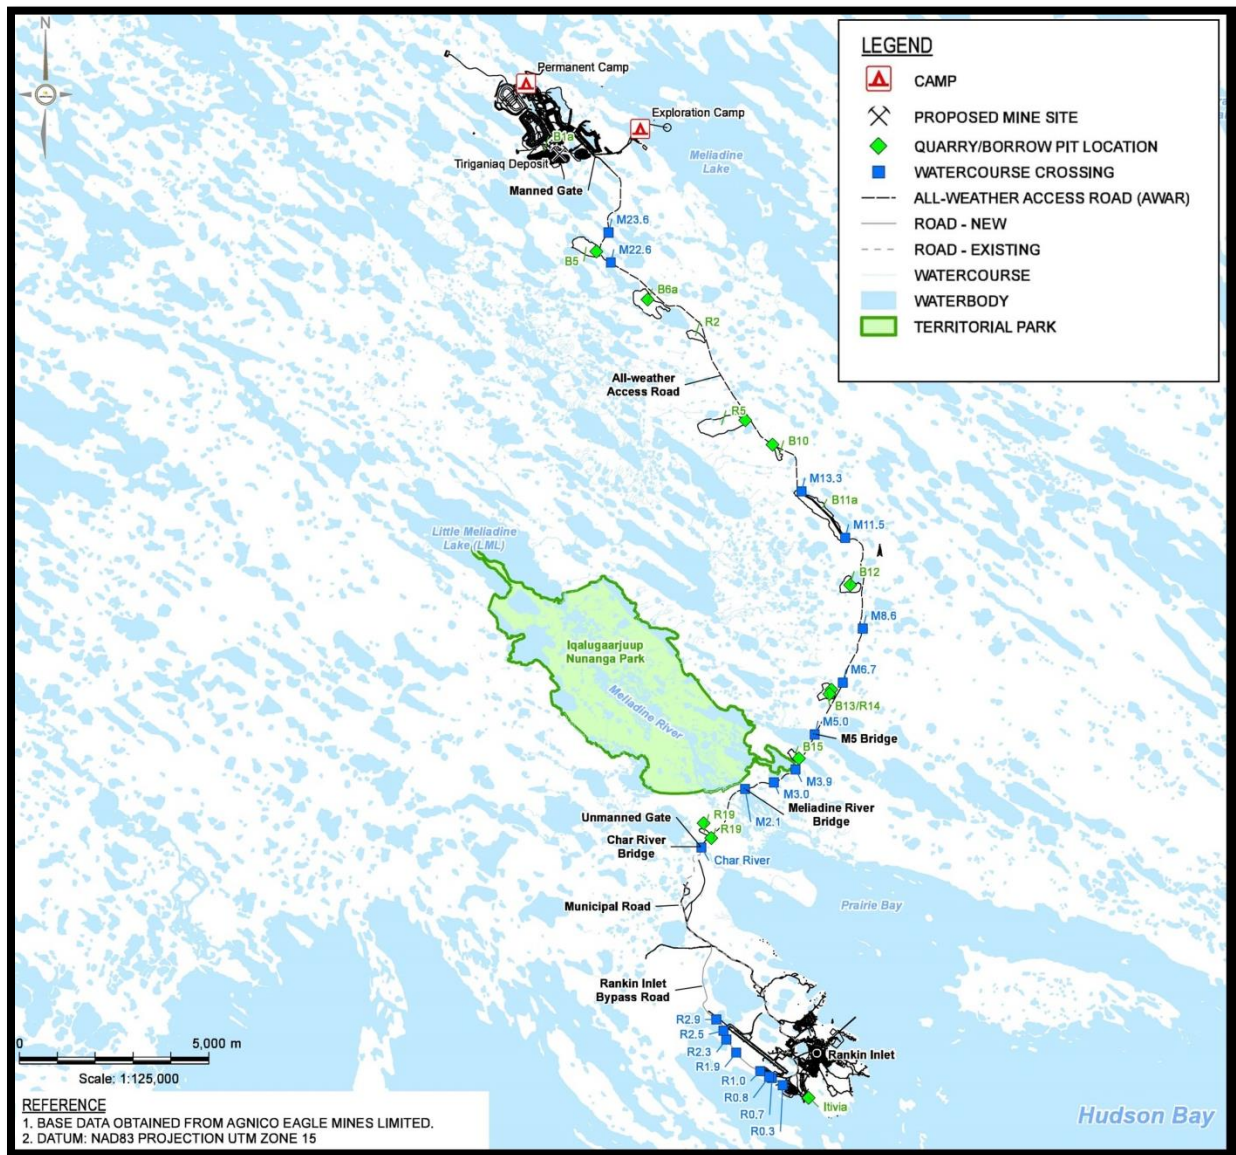 N
LEGEND
CAMP
PROPOSED MINE SITE
QUARRY/BORROW PIT LOCATION
WATERCOURSE CROSSING
ALL-WEATHER ACCESS ROAD (AWAR)
ROAD - NEW
ROAD - EXISTING
WATERCOURSE
WATERBODY
TERRITORIAL PARK
Permanent Camp
Exploration Camp
B1a
Tiriganiaq Deposit
Manned Gate
Meliadine
Lake
M23.6
M22.6
B5
B6a
R2
All-weather
Access Road
R5
B10
M13.3
B11a
M11.5
Little Meliadine
Lake (LML)
B12
M8.6
Iqalugaarjuup
Nunanga Park
Meliadine River
M6.7
B13/R14
M5.0
M5 Bridge
B15
M3.9
M3.0
Meliadine River
Bridge
M2.1
Unmanned Gate
R19
R19
Char River
Bridge
Char River
Municipal Road
Prairie Bay
Rankin Inlet
Bypass Road
R2.9
R2.5
R2.3
R1.9
R1.0
R0.8
R0.7
R0.3
Rankin Inlet
Itivia
Hudson Bay
0 5,000 m
Scale: 1:125,000
REFERENCE
1. BASE DATA OBTAINED FROM AGNICO EAGLE MINES LIMITED.
2. DATUM: NAD83 PROJECTION UTM ZONE 15